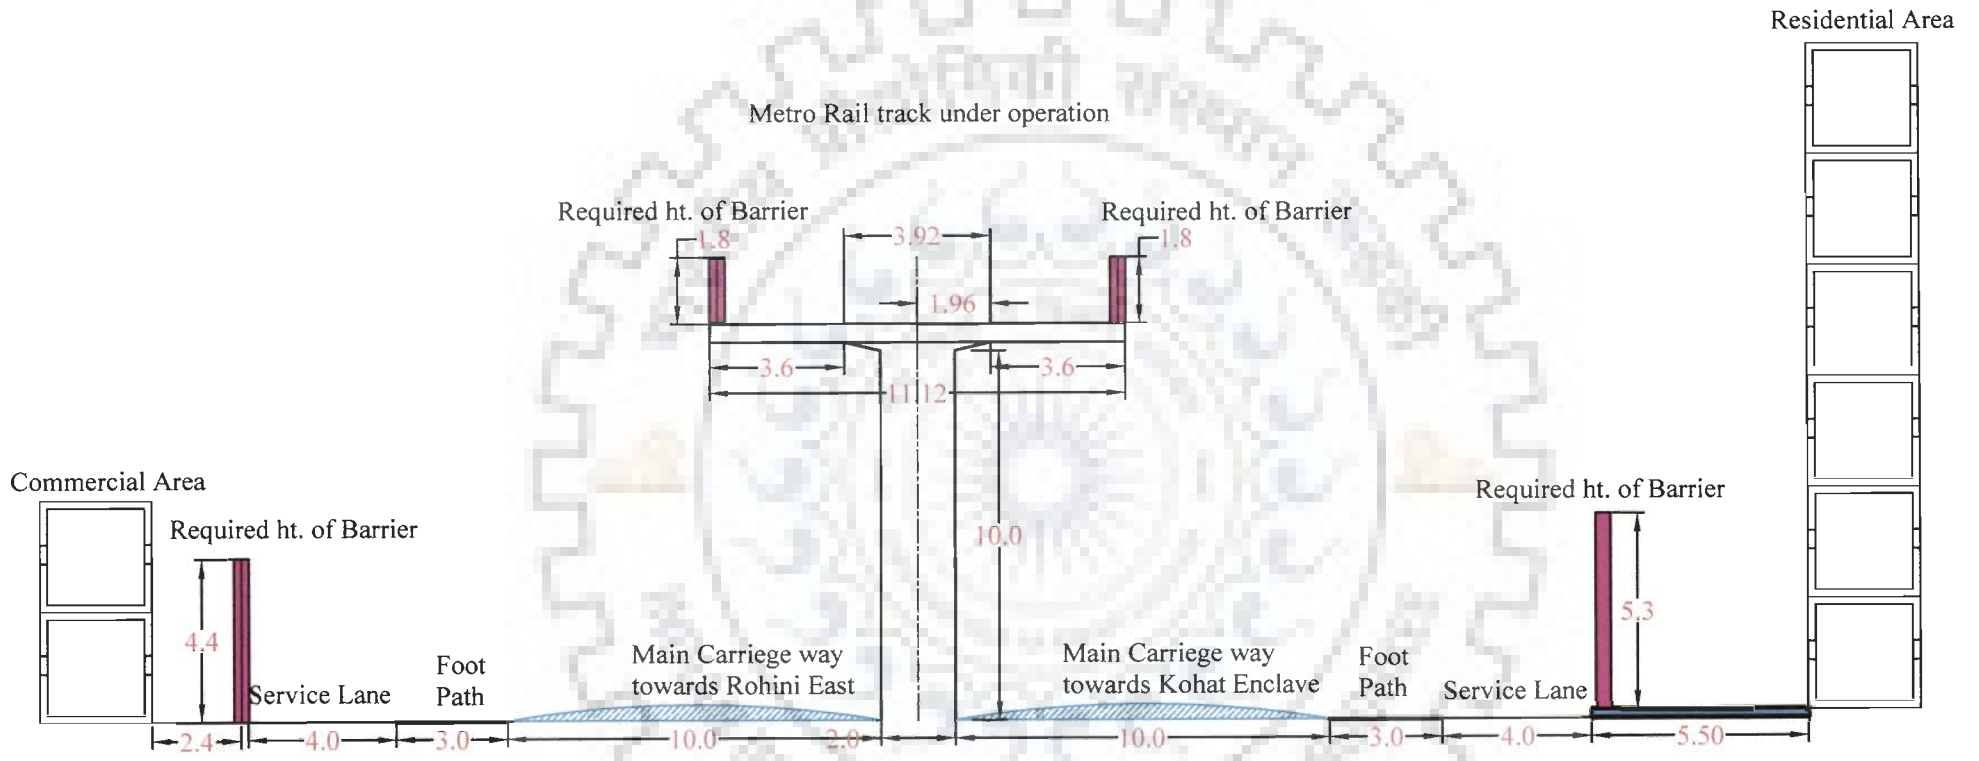 Residential Area
Metro Rail track under operation
Required ht. of Barrier
Required ht. of Barrier
1.8
3.92
1.8
1.96
3.6
3.6
11.12
Commercial Area
Required ht. of Barrier
Required ht. of Barrier
10.0
4.4
5.3
Service Lane
Foot
Path
Main Carriege way
towards Rohini East
Main Carriege way
towards Kohat Enclave
Foot
Path
Service Lane
2.4
4.0
3.0
10.0
2.0
10.0
3.0
4.0
5.50